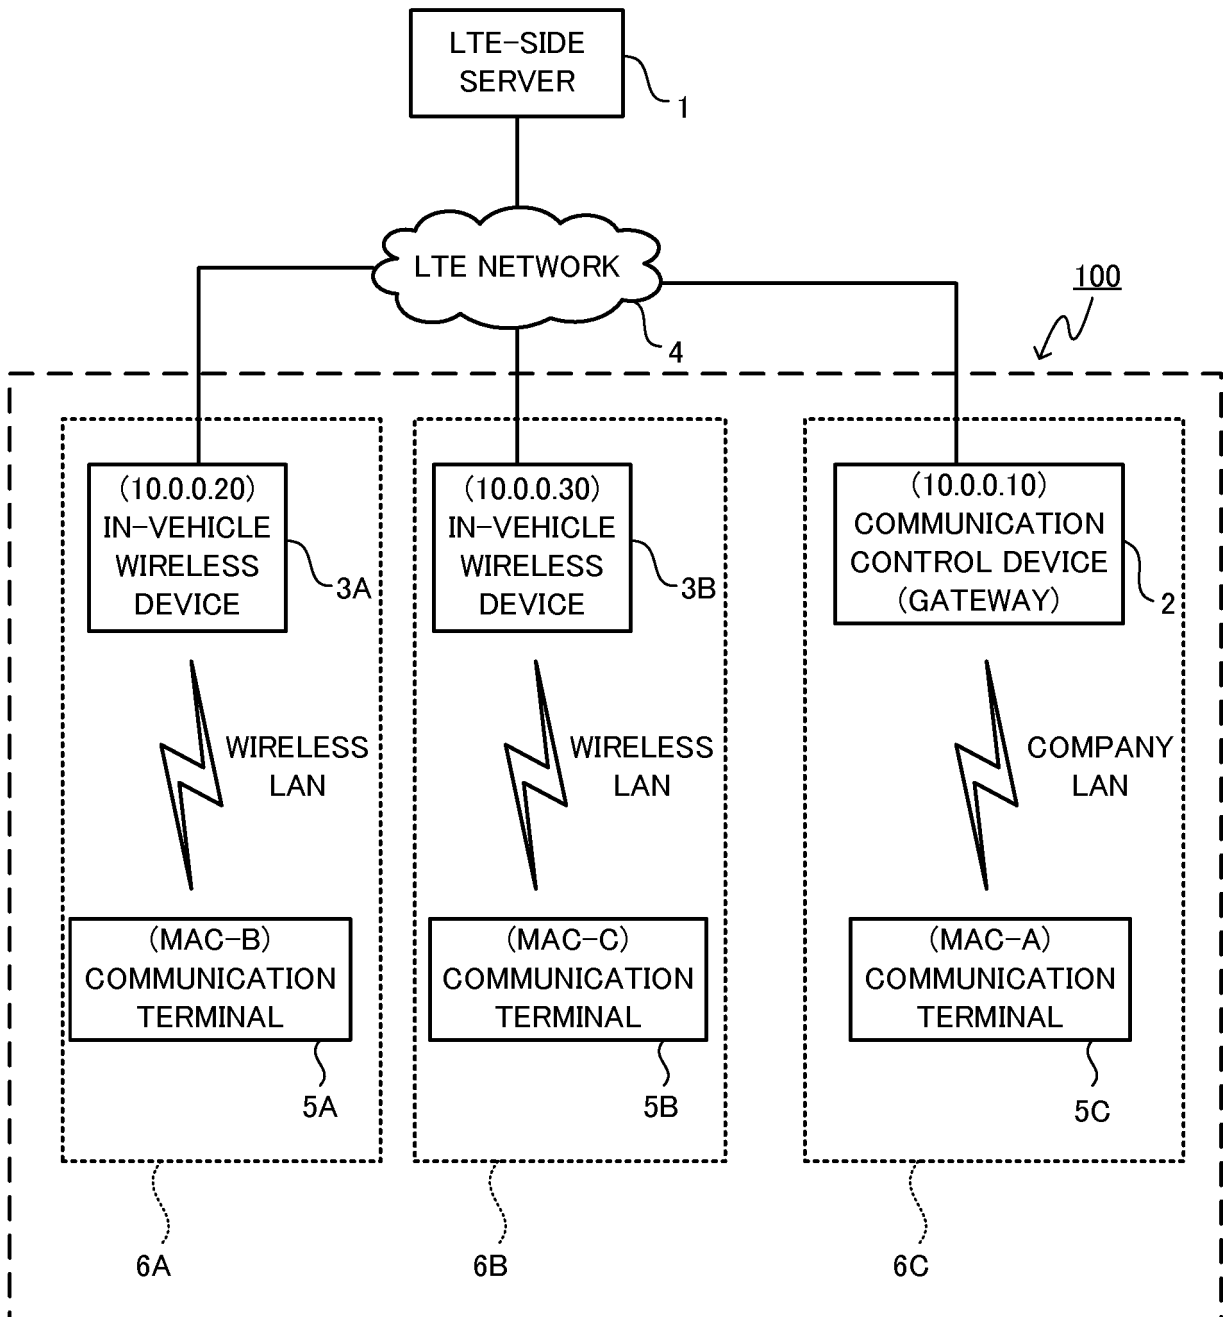 LTE-SIDE
SERVER
1
LTE NETWORK
4
100
(10.0.0.20)
IN-VEHICLE
WIRELESS
DEVICE
3A
(10.0.0.30)
IN-VEHICLE
WIRELESS
DEVICE
3B
(10.0.0.10)
COMMUNICATION
CONTROL DEVICE
(GATEWAY)
2
WIRELESS
LAN
WIRELESS
LAN
COMPANY
LAN
(MAC-B)
COMMUNICATION
TERMINAL
5A
(MAC-C)
COMMUNICATION
TERMINAL
5B
(MAC-A)
COMMUNICATION
TERMINAL
5C
6A
6B
6C